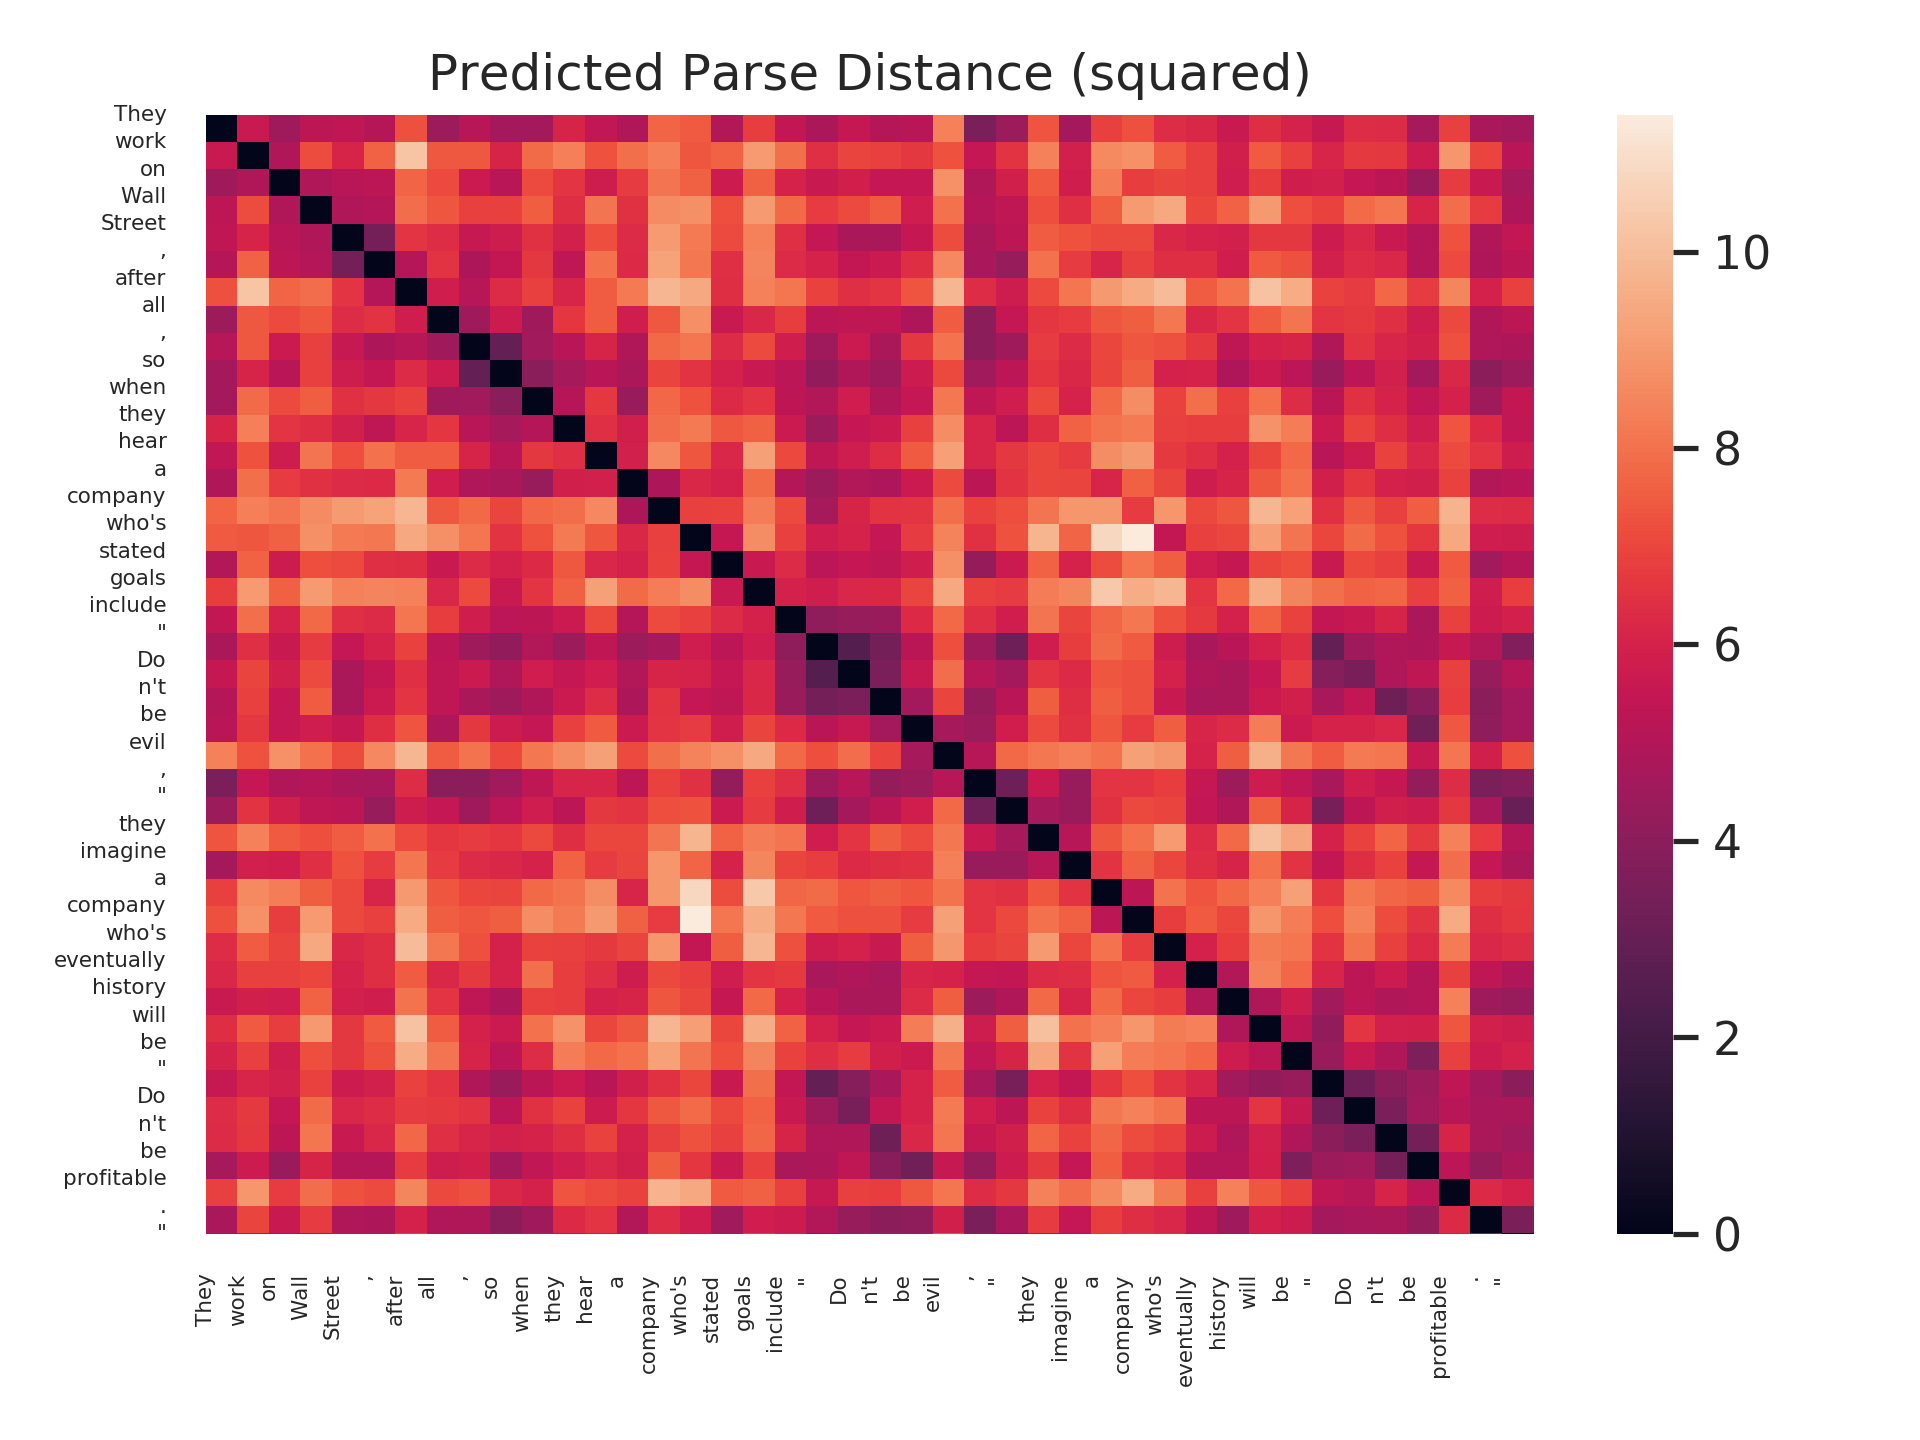 Predicted Parse Distance (squared)
They
work
on
Wall
Street
,
after
all
,
so
when
they
hear
a
company
who's
stated
goals
include
"
Do
n't
be
evil
,
"
they
imagine
a
company
who's
eventually
history
will
be
"
Do
n't
be
profitable
.
"
10
8
6
4
2
0
They
work
on
Wall
Street
,
after
all
,
so
when
they
hear
a
company
who's
stated
goals
include
"
Do
n't
be
evil
,
"
they
imagine
a
company
who's
eventually
history
will
be
"
Do
n't
be
profitable
.
"